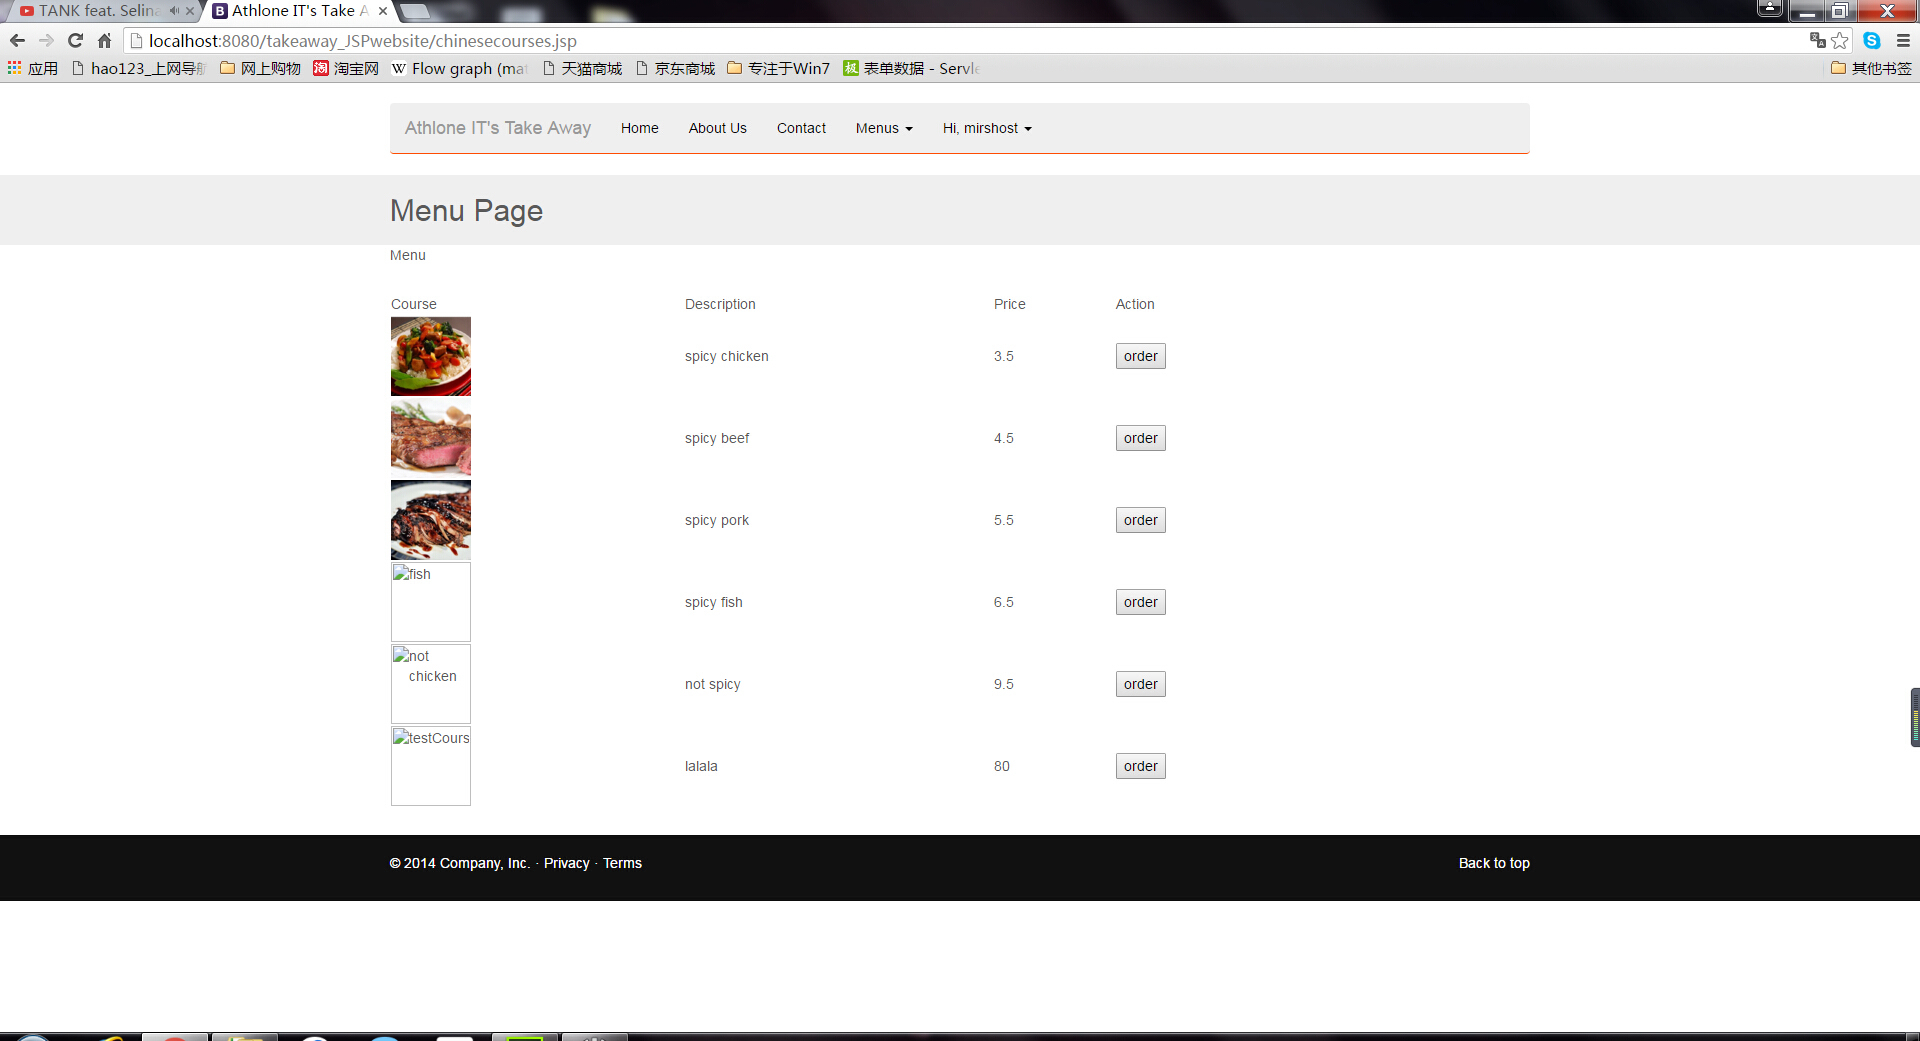 TANK feat. Selina
Athlone IT's Take A
localhost:8080/takeaway_JSPwebsite/chinesecourses.jsp
应用 hao123_上网导航 网上购物 淘宝网 Flow graph (mat 天猫商城 京东商城 专注于Win7 表单数据 - Servle 其他书签
Athlone IT's Take Away Home About Us Contact Menus Hi, mirshost
Menu Page
Menu
Course Description Price Action
spicy chicken 3.5 order
spicy beef 4.5 order
spicy pork 5.5 order
fish spicy fish 6.5 order
not chicken not spicy 9.5 order
testCours lalala 80 order
© 2014 Company, Inc. · Privacy · Terms Back to top